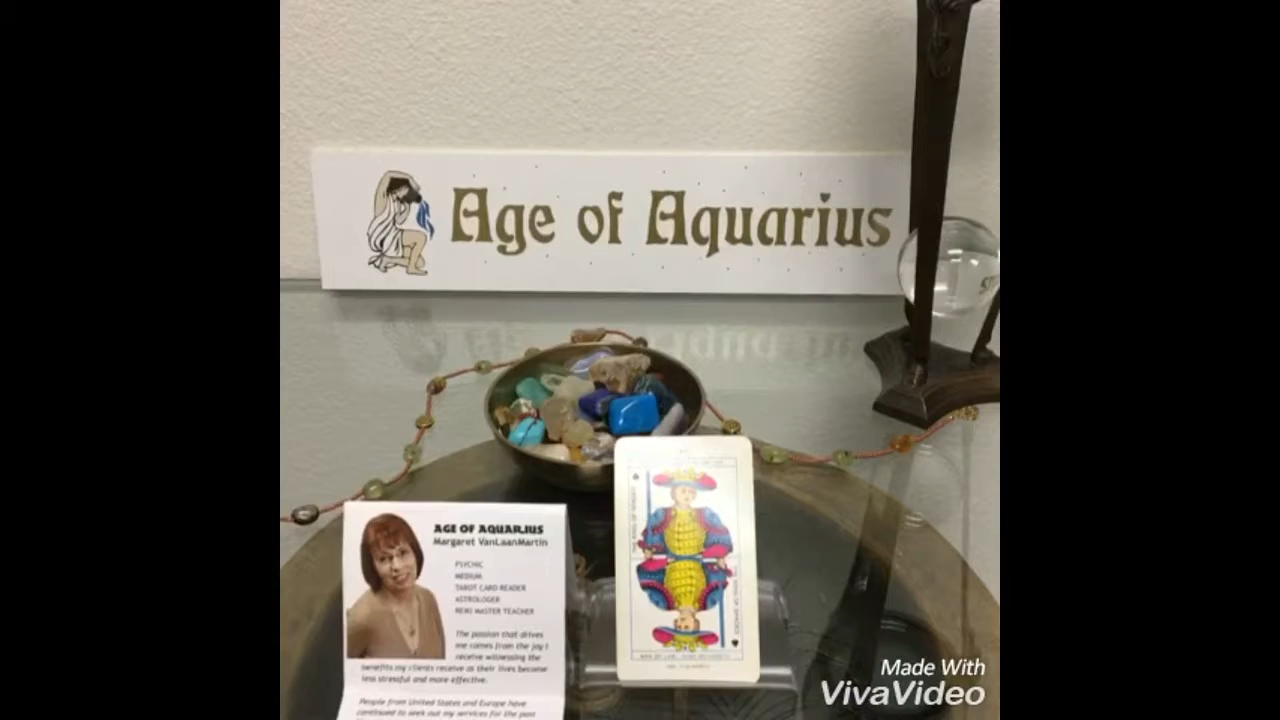 Age of Aquarius
AGE OF AQUARIUS
Margaret VanLaanMartin
PSYCHIC
MEDIUM
TAROT CARD READER
ASTROLOGER
REIKI MASTER TEACHER
The passion that drives
me comes from the joy I
receive witnessing the
benefits my clients receive as their lives become
less stressful and more effective.
People from United States and Europe have
continued to seek out my services for the past
Made With
VivaVideo